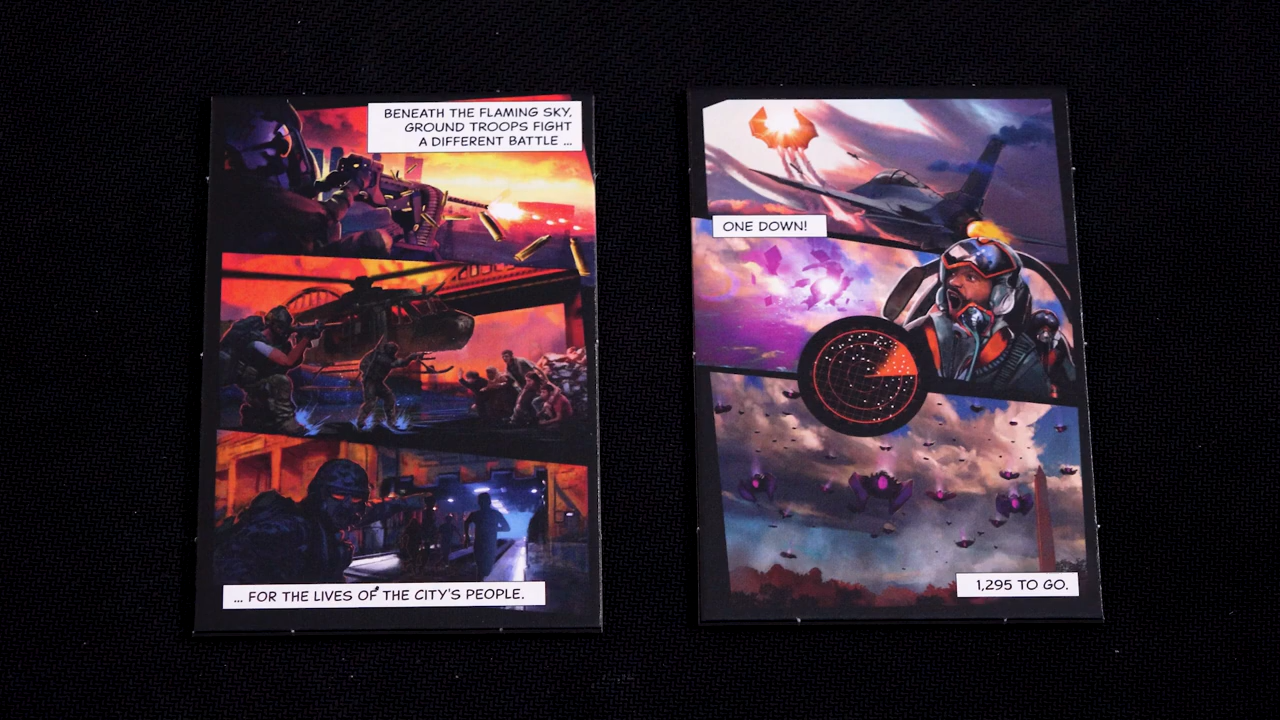 BENEATH THE FLAMING SKY,
GROUND TROOPS FIGHT
A DIFFERENT BATTLE ...
... FOR THE LIVES OF THE CITY'S PEOPLE.
ONE DOWN!
1,295 TO GO.